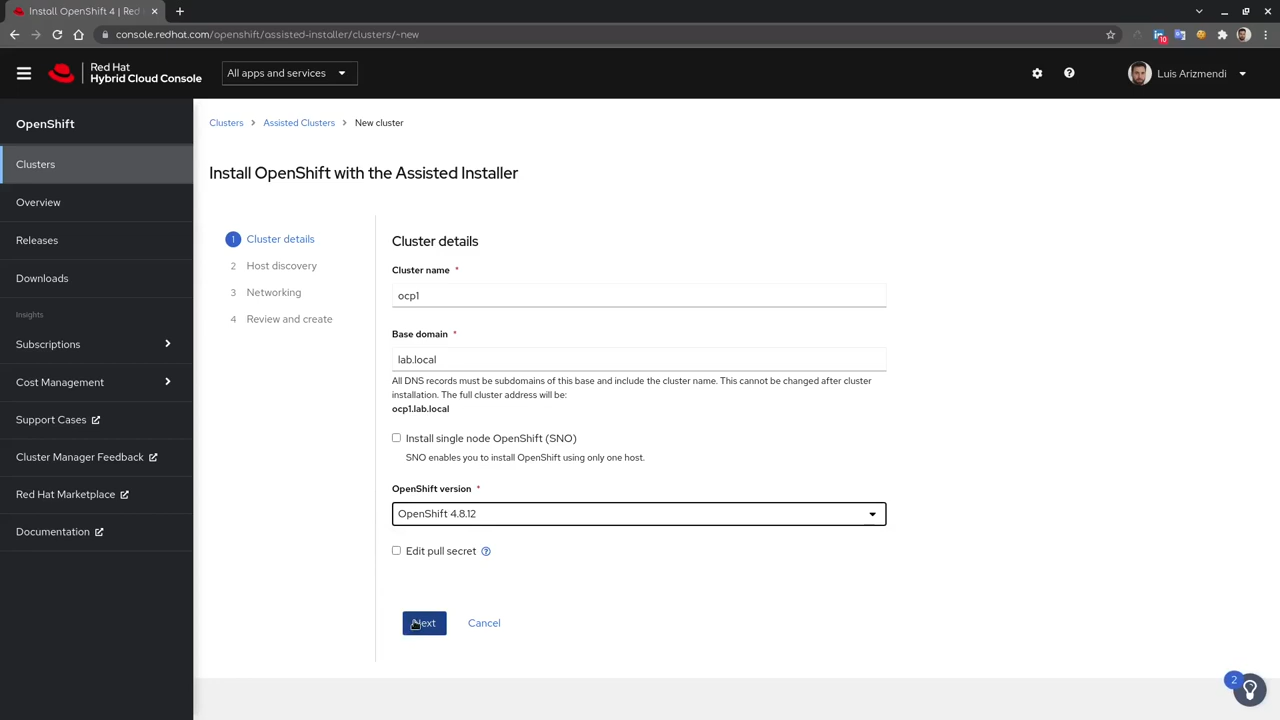 Install OpenShift 4 | Red H
console.redhat.com/openshift/assisted-installer/clusters/~new
10
Red Hat
Hybrid Cloud Console
All apps and services
Luis Arizmendi
OpenShift
Clusters
Overview
Releases
Downloads
Insights
Subscriptions
Cost Management
Support Cases
Cluster Manager Feedback
Red Hat Marketplace
Documentation
Clusters > Assisted Clusters > New cluster
Install OpenShift with the Assisted Installer
1 Cluster details
2 Host discovery
3 Networking
4 Review and create
Cluster details
Cluster name *
ocp1
Base domain *
lab.local
All DNS records must be subdomains of this base and include the cluster name. This cannot be changed after cluster
installation. The full cluster address will be:
ocp1.lab.local
Install single node OpenShift (SNO)
SNO enables you to install OpenShift using only one host.
OpenShift version *
OpenShift 4.8.12
Edit pull secret
Next
Cancel
2